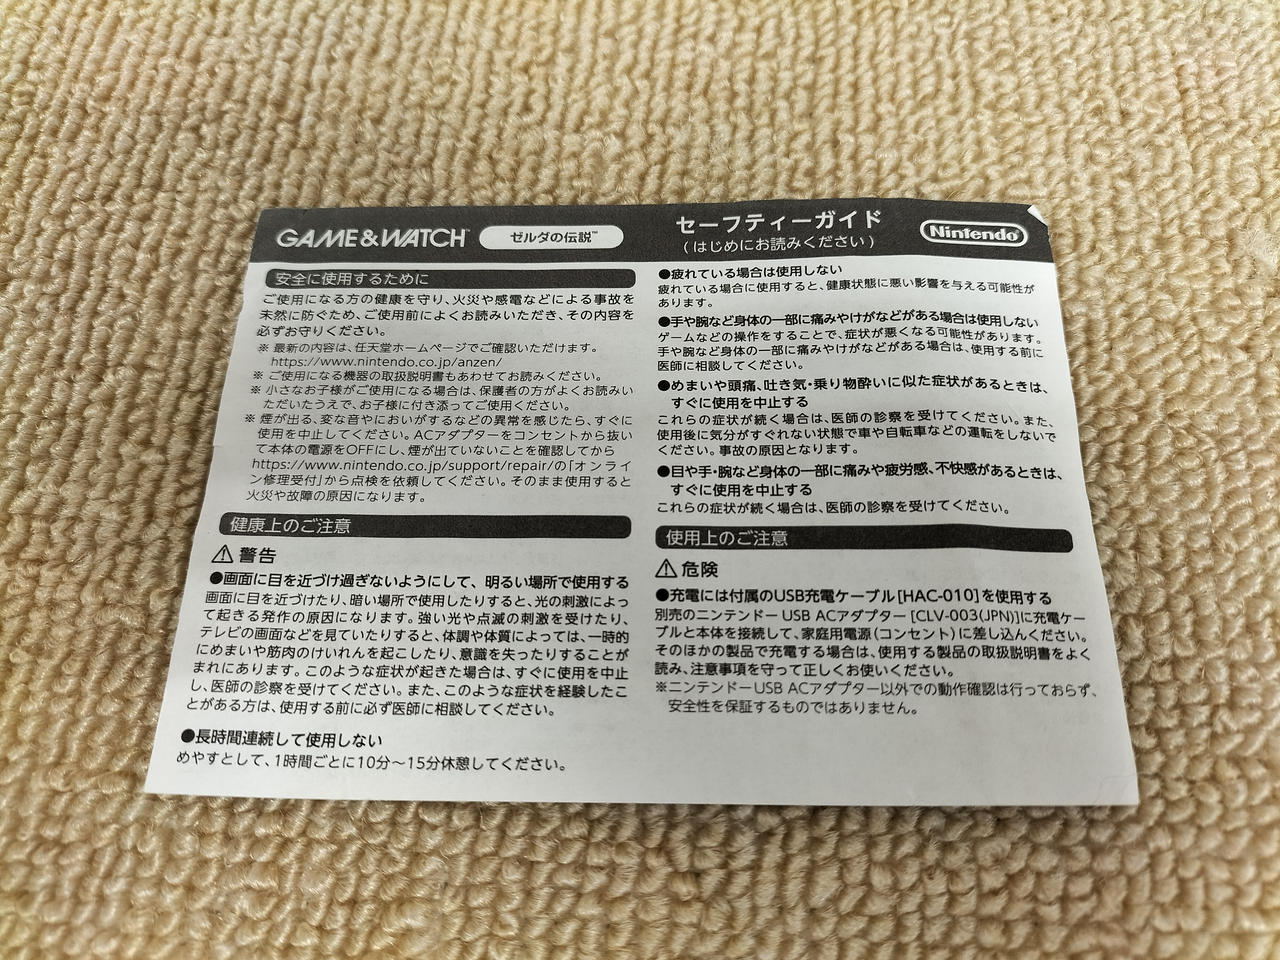 GAME&WATCH™ ゼルダの伝説™
セーフティーガイド
(はじめにお読みください)
Nintendo®
安全に使用するために
ご使用になる方の健康を守り、火災や感電などによる事故を
未然に防ぐため、ご使用前によくお読みいただき、その内容を
必ずお守りください。
※ 最新の内容は、任天堂ホームページでご確認いただけます。
https://www.nintendo.co.jp/anzen/
※ ご使用になる機器の取扱説明書もあわせてお読みください。
※ 小さなお子様がご使用になる場合は、保護者の方がよくお読みい
ただいたうえで、お子様に付き添ってご使用ください。
※ 煙が出る、変な音やにおいがするなどの異常を感じたら、すぐに
使用を中止してください。ACアダプターをコンセントから抜い
て本体の電源をOFFにし、煙が出ていないことを確認してから
https://www.nintendo.co.jp/support/repair/の「オンライ
ン修理受付」から点検を依頼してください。そのまま使用すると
火災や故障の原因になります。
健康上のご注意
⚠ 警告
●画面に目を近づけ過ぎないようにして、明るい場所で使用する
画面に目を近づけたり、暗い場所で使用したりすると、光の刺激によっ
て起きる発作の原因になります。強い光や点滅の刺激を受けたり、
テレビの画面などを見ていたりすると、体調や体質によっては、一時的
にめまいや筋肉のけいれんを起こしたり、意識を失ったりすることが
まれにあります。このような症状が起きた場合は、すぐに使用を中止
し、医師の診察を受けてください。また、このような症状を経験したこ
とがある方は、使用する前に必ず医師に相談してください。
●長時間連続して使用しない
めやすとして、1時間ごとに10分～15分休憩してください。
●疲れている場合は使用しない
疲れている場合に使用すると、健康状態に悪い影響を与える可能性が
あります。
●手や腕など身体の一部に痛みやけがなどがある場合は使用しない
ゲームなどの操作をすることで、症状が悪くなる可能性があります。
手や腕など身体の一部に痛みやけがなどがある場合は、使用する前に
医師に相談してください。
●めまいや頭痛、吐き気・乗り物酔いに似た症状があるときは、
すぐに使用を中止する
これらの症状が続く場合は、医師の診察を受けてください。また、
使用後に気分がすぐれない状態で車や自転車などの運転をしないで
ください。事故の原因となります。
●目や手・腕など身体の一部に痛みや疲労感、不快感があるときは、
すぐに使用を中止する
これらの症状が続く場合は、医師の診察を受けてください。
使用上のご注意
⚠ 危険
●充電には付属のUSB充電ケーブル[HAC-010]を使用する
別売のニンテンドーUSB ACアダプター[CLV-003(JPN)]に充電ケー
ブルと本体を接続して、家庭用電源(コンセント)に差し込んください。
そのほかの製品で充電する場合は、使用する製品の取扱説明書をよく
読み、注意事項を守って正しくお使いください。
※ニンテンドーUSB ACアダプター以外での動作確認は行っておらず、
安全性を保証するものではありません。